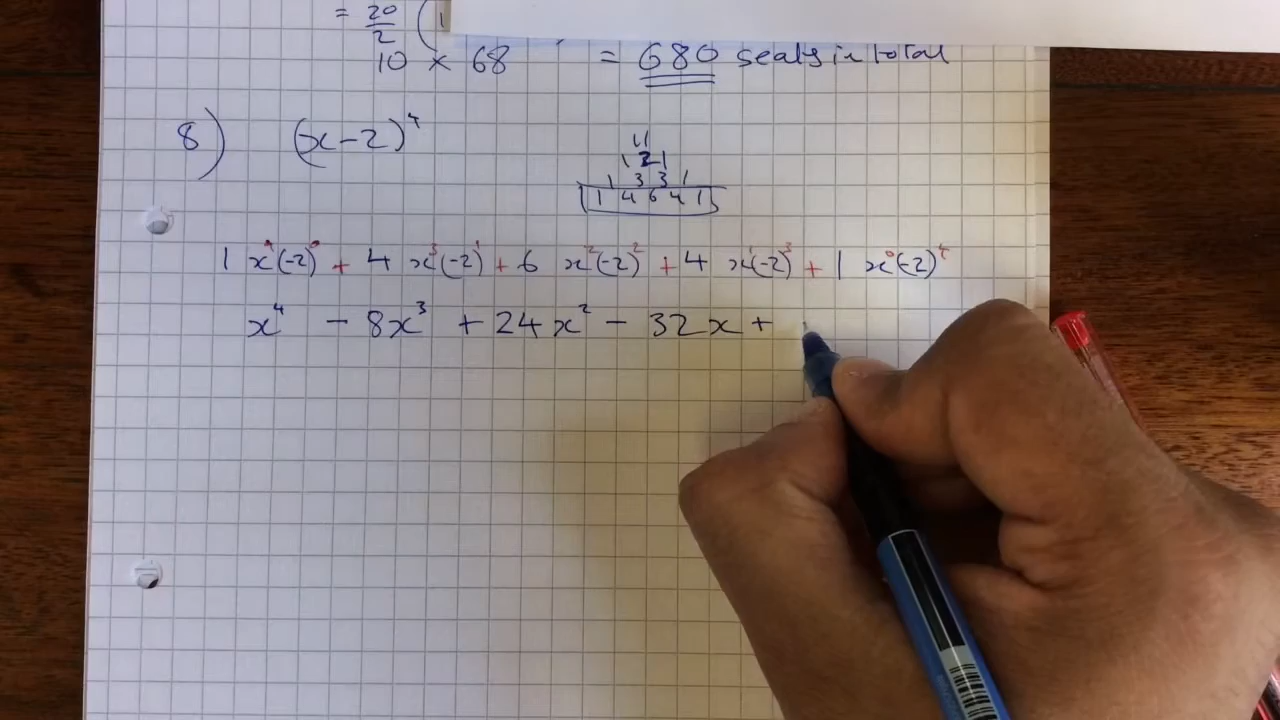 = 20/2 (1
10 × 68 = 680 seats in total
8) (x-2)⁴
1 1
1 2 1
1 3 3 1
1 4 6 4 1
1 x⁴(-2)⁰ + 4 x³(-2)¹ + 6 x²(-2)² + 4 x¹(-2)³ + 1 x⁰(-2)⁴
x⁴ - 8x³ + 24x² - 32x +